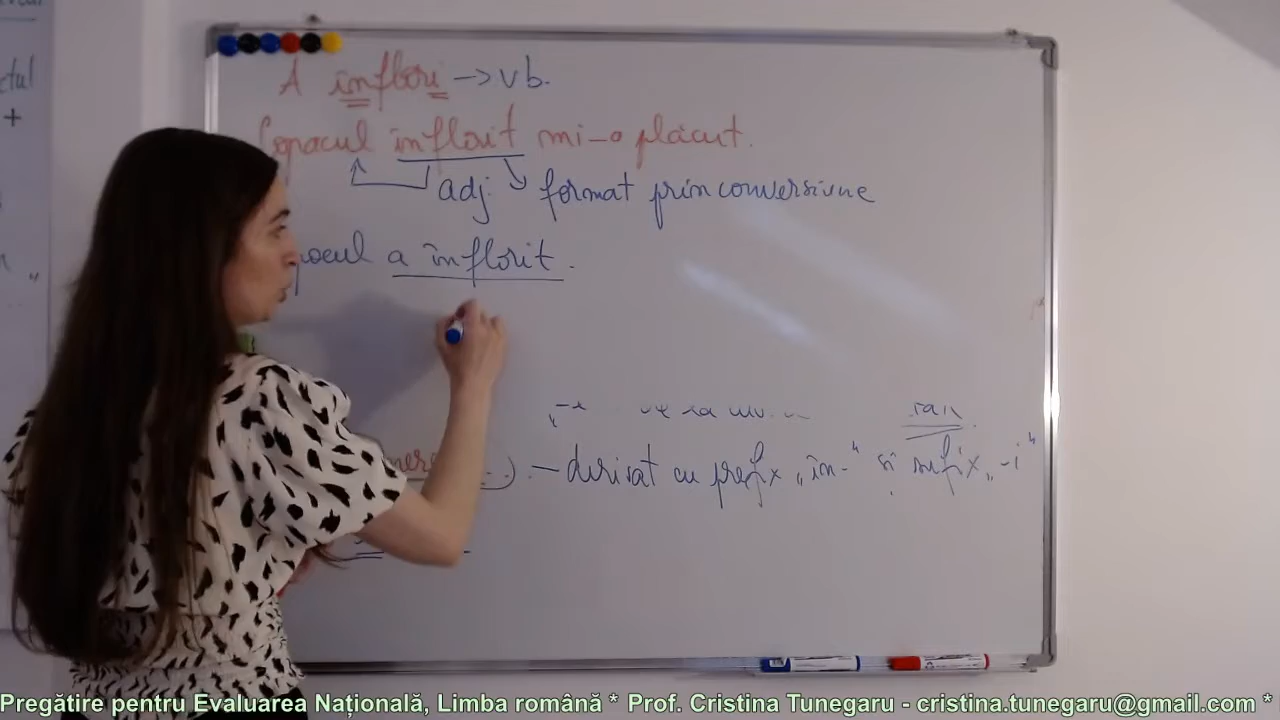 A înflori → vb.
Copacul înflorit mi-a plăcut.
adj. format prin conversiune
a înflorit.
— derivat cu prefix „în-" și sufix „-i"
Pregătire pentru Evaluarea Națională, Limba română * Prof. Cristina Tunegaru - cristina.tunegaru@gmail.com *